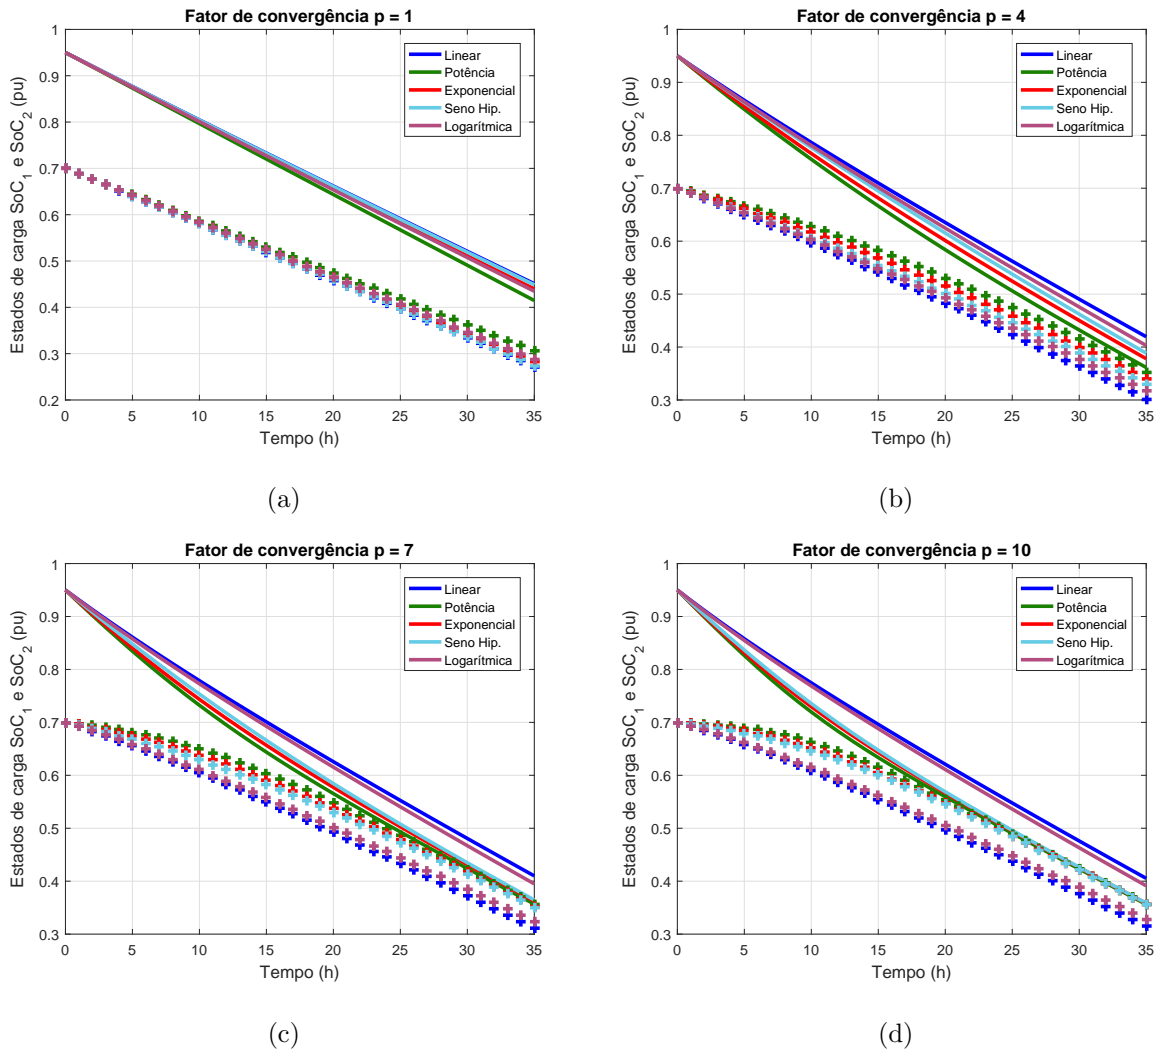 Fator de convergência p = 1
Estados de carga SoC1 e SoC2 (pu)
1
0.9
0.8
0.7
0.6
0.5
0.4
0.3
0.2
Linear
Potência
Exponencial
Seno Hip.
Logarítmica
0 5 10 15 20 25 30 35
Tempo (h)
(a)
Fator de convergência p = 4
Estados de carga SoC1 e SoC2 (pu)
1
0.9
0.8
0.7
0.6
0.5
0.4
0.3
Linear
Potência
Exponencial
Seno Hip.
Logarítmica
0 5 10 15 20 25 30 35
Tempo (h)
(b)
Fator de convergência p = 7
Estados de carga SoC1 e SoC2 (pu)
1
0.9
0.8
0.7
0.6
0.5
0.4
0.3
Linear
Potência
Exponencial
Seno Hip.
Logarítmica
0 5 10 15 20 25 30 35
Tempo (h)
(c)
Fator de convergência p = 10
Estados de carga SoC1 e SoC2 (pu)
1
0.9
0.8
0.7
0.6
0.5
0.4
0.3
Linear
Potência
Exponencial
Seno Hip.
Logarítmica
0 5 10 15 20 25 30 35
Tempo (h)
(d)